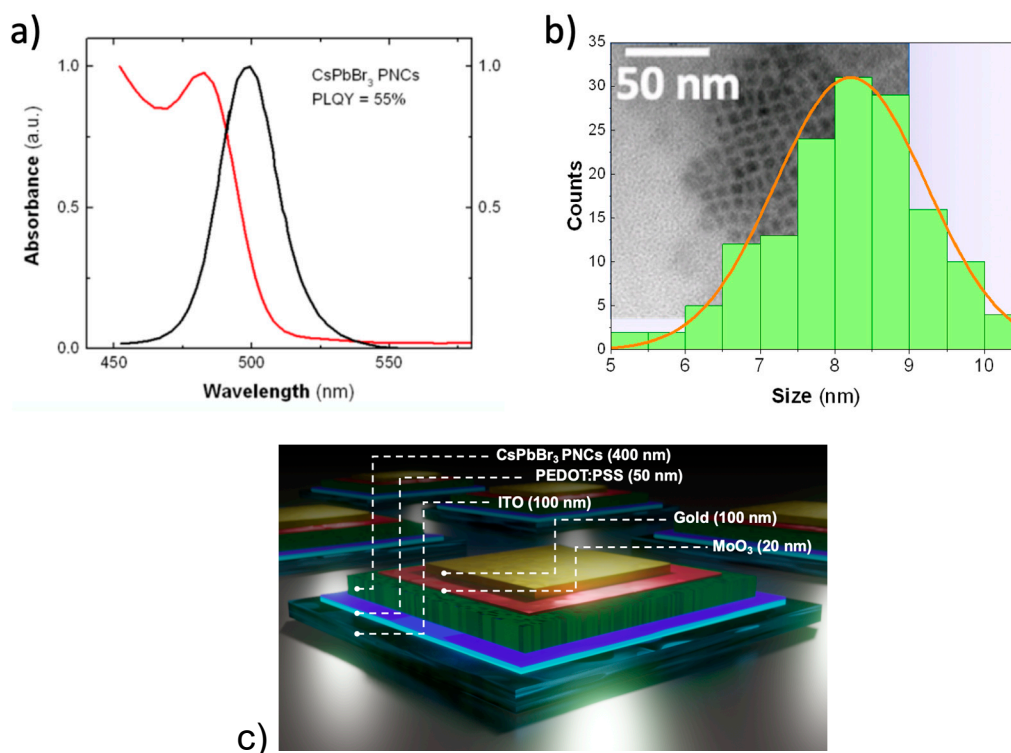 a)
1.0
0.5
0.0
1.0
0.5
CsPbBr₃ PNCs
PLQY = 55%
Absorbance (a.u.)
450
500
550
Wavelength (nm)
b)
50 nm
35
30
25
20
15
10
5
0
Counts
5
6
7
8
9
10
Size (nm)
CsPbBr₃ PNCs (400 nm)
PEDOT:PSS (50 nm)
ITO (100 nm)
Gold (100 nm)
MoO₃ (20 nm)
c)